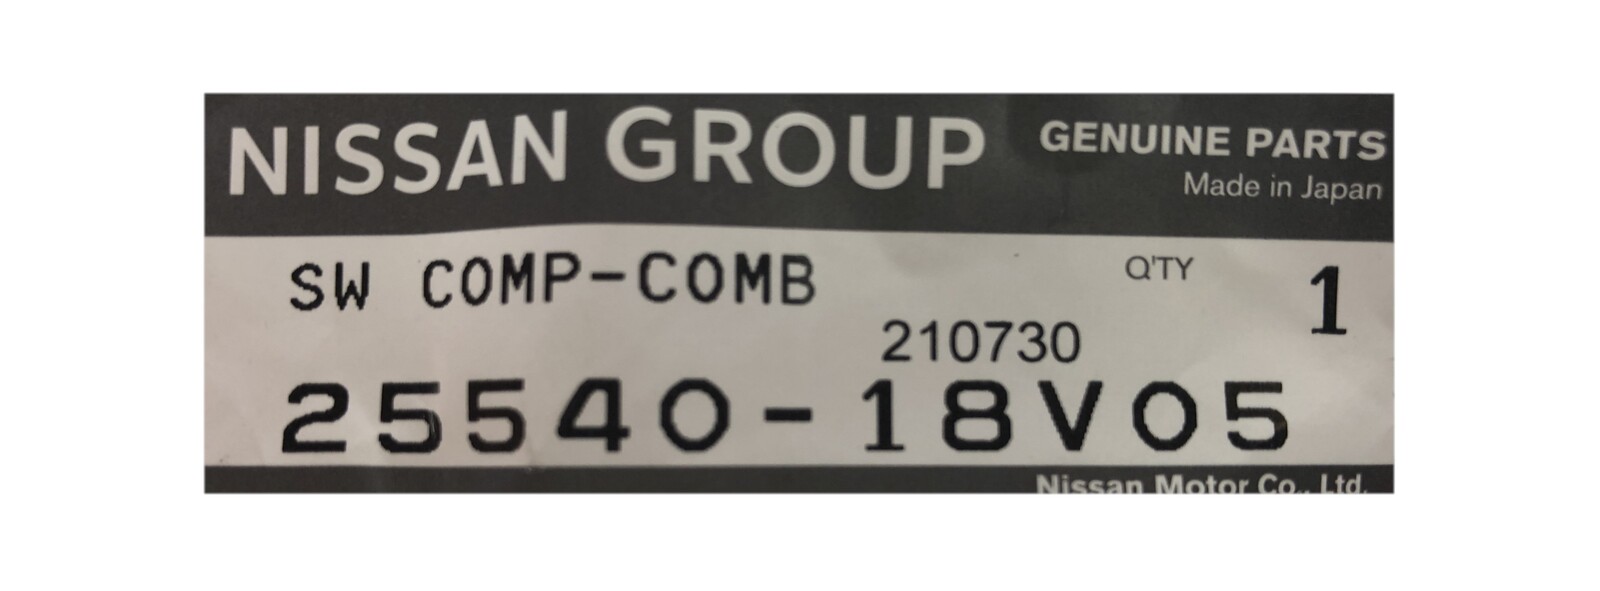 NISSAN GROUP GENUINE PARTS
Made in Japan
SW COMP-COMB Q'TY 1
210730
25540-18V05
Nissan Motor Co., Ltd.